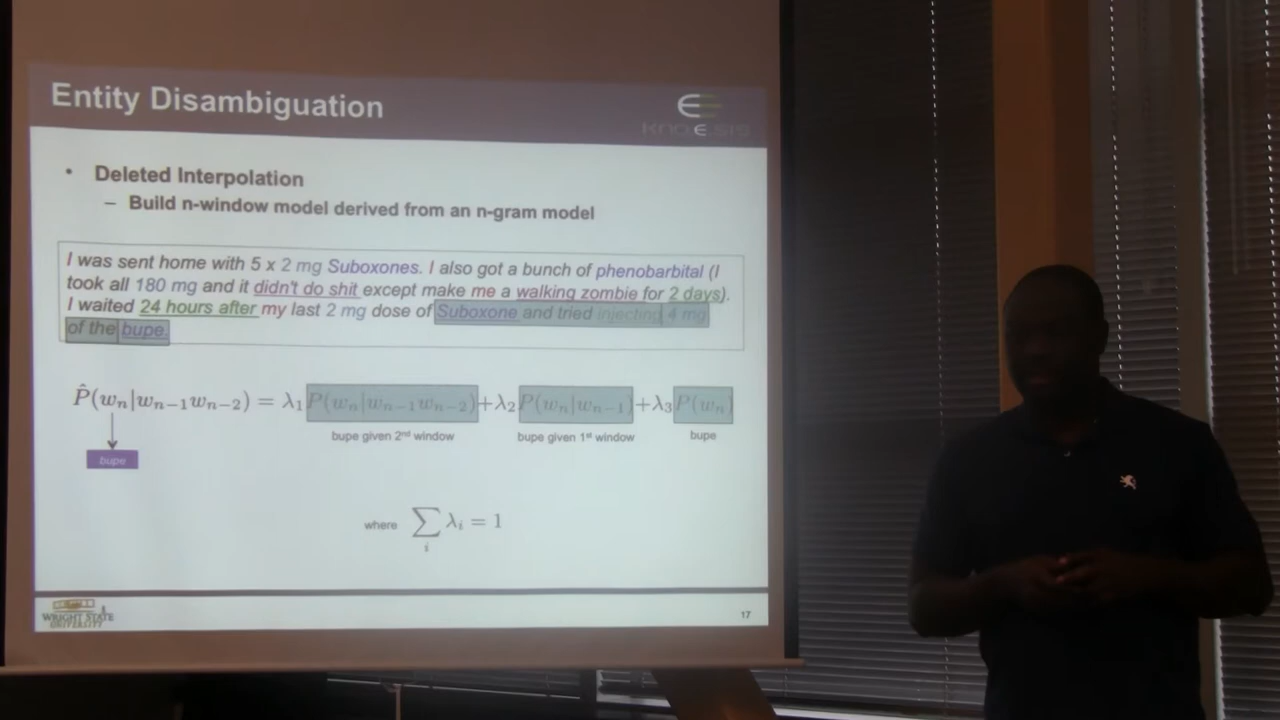 Entity Disambiguation
KNO.E.SIS
• Deleted Interpolation
– Build n-window model derived from an n-gram model
I was sent home with 5 x 2 mg Suboxones. I also got a bunch of phenobarbital (I
took all 180 mg and it didn't do shit except make me a walking zombie for 2 days).
I waited 24 hours after my last 2 mg dose of Suboxone and tried injecting 4 mg
of the bupe.
P̂(wₙ|wₙ₋₁wₙ₋₂) = λ₁P(wₙ|wₙ₋₁wₙ₋₂)+λ₂P(wₙ|wₙ₋₁)+λ₃P(wₙ)
bupe given 2nd window bupe given 1st window bupe
bupe
where ∑ᵢ λᵢ = 1
WRIGHT STATE
UNIVERSITY
17